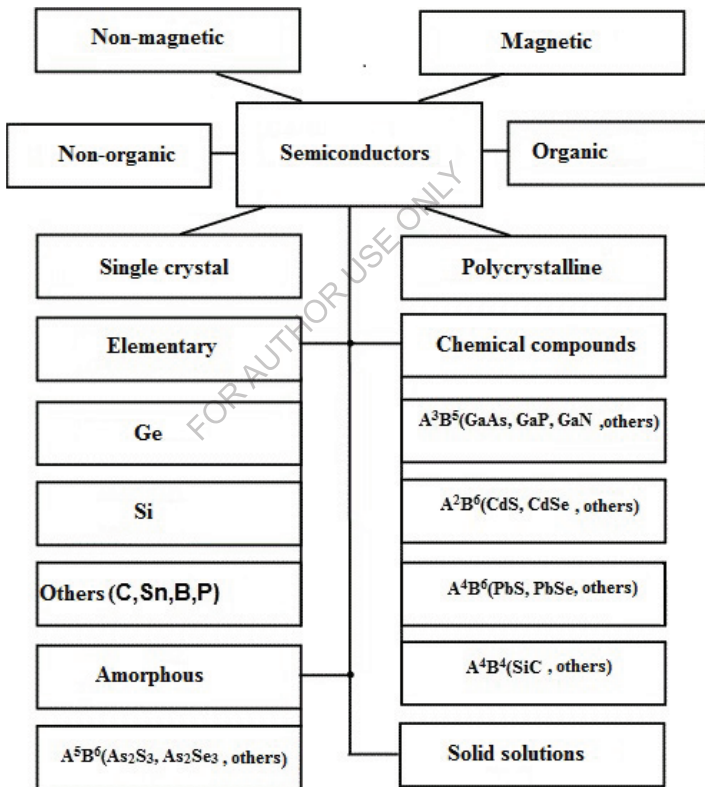 Non-magnetic
Magnetic
Non-organic
Semiconductors
Organic
Single crystal
Polycrystalline
Elementary
Chemical compounds
Ge
A³B⁵(GaAs, GaP, GaN ,others)
Si
A²B⁶(CdS, CdSe , others)
Others (C,Sn,B,P)
A⁴B⁶(PbS, PbSe, others)
Amorphous
A⁴B⁴(SiC , others)
A⁵B⁶(As₂S₃, As₂Se₃ , others)
Solid solutions
FOR AUTHOR USE ONLY